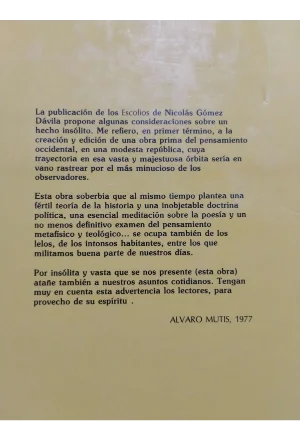 La publicación de los Escolios de Nicolás Gómez
Dávila propone algunas consideraciones sobre un
hecho insólito. Me refiero, en primer término, a la
creación y edición de una obra prima del pensamiento
occidental, en una modesta república, cuya
trayectoria en esa vasta y majestuosa órbita sería en
vano rastrear por el más minucioso de los
observadores.
Esta obra soberbia que al mismo tiempo plantea una
fértil teoría de la historia y una inobjetable doctrina
política, una esencial meditación sobre la poesía y un
no menos definitivo examen del pensamiento
metafísico y teológico... se ocupa también de los
lelos, de los intonsos habitantes, entre los que
militamos buena parte de nuestros días.
Por insólita y vasta que se nos presente (esta obra)
atañe también a nuestros asuntos cotidianos. Tengan
muy en cuenta esta advertencia los lectores, para
provecho de su espíritu .
ALVARO MUTIS, 1977